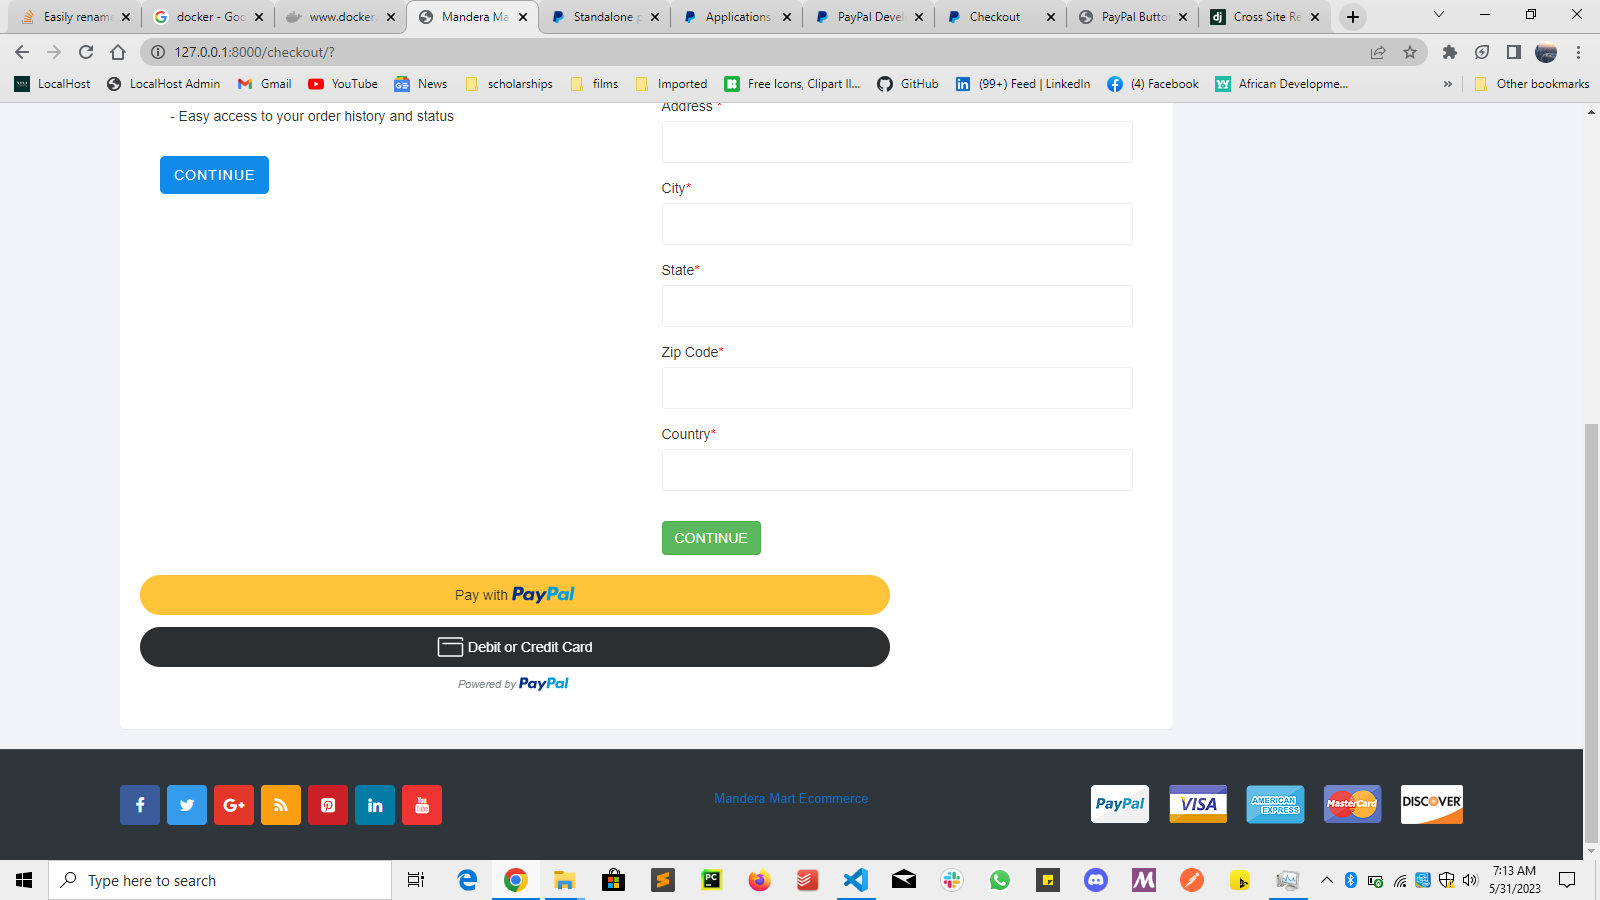 Easily rename
docker - Goo
www.docker.
Mandera Ma
Standalone p
Applications
PayPal Devel
Checkout
PayPal Butto
Cross Site Re
127.0.0.1:8000/checkout/?
LocalHost
LocalHost Admin
Gmail
YouTube
News
scholarships
films
Imported
Free Icons, Clipart Il...
GitHub
(99+) Feed | LinkedIn
(4) Facebook
African Developme...
»
Other bookmarks
- Easy access to your order history and status
CONTINUE
Address *
City*
State*
Zip Code*
Country*
CONTINUE
Pay with PayPal
Debit or Credit Card
Powered by PayPal
Mandera Mart Ecommerce
PayPal
VISA
AMERICAN EXPRESS
MasterCard
DISCOVER
Type here to search
7:13 AM
5/31/2023